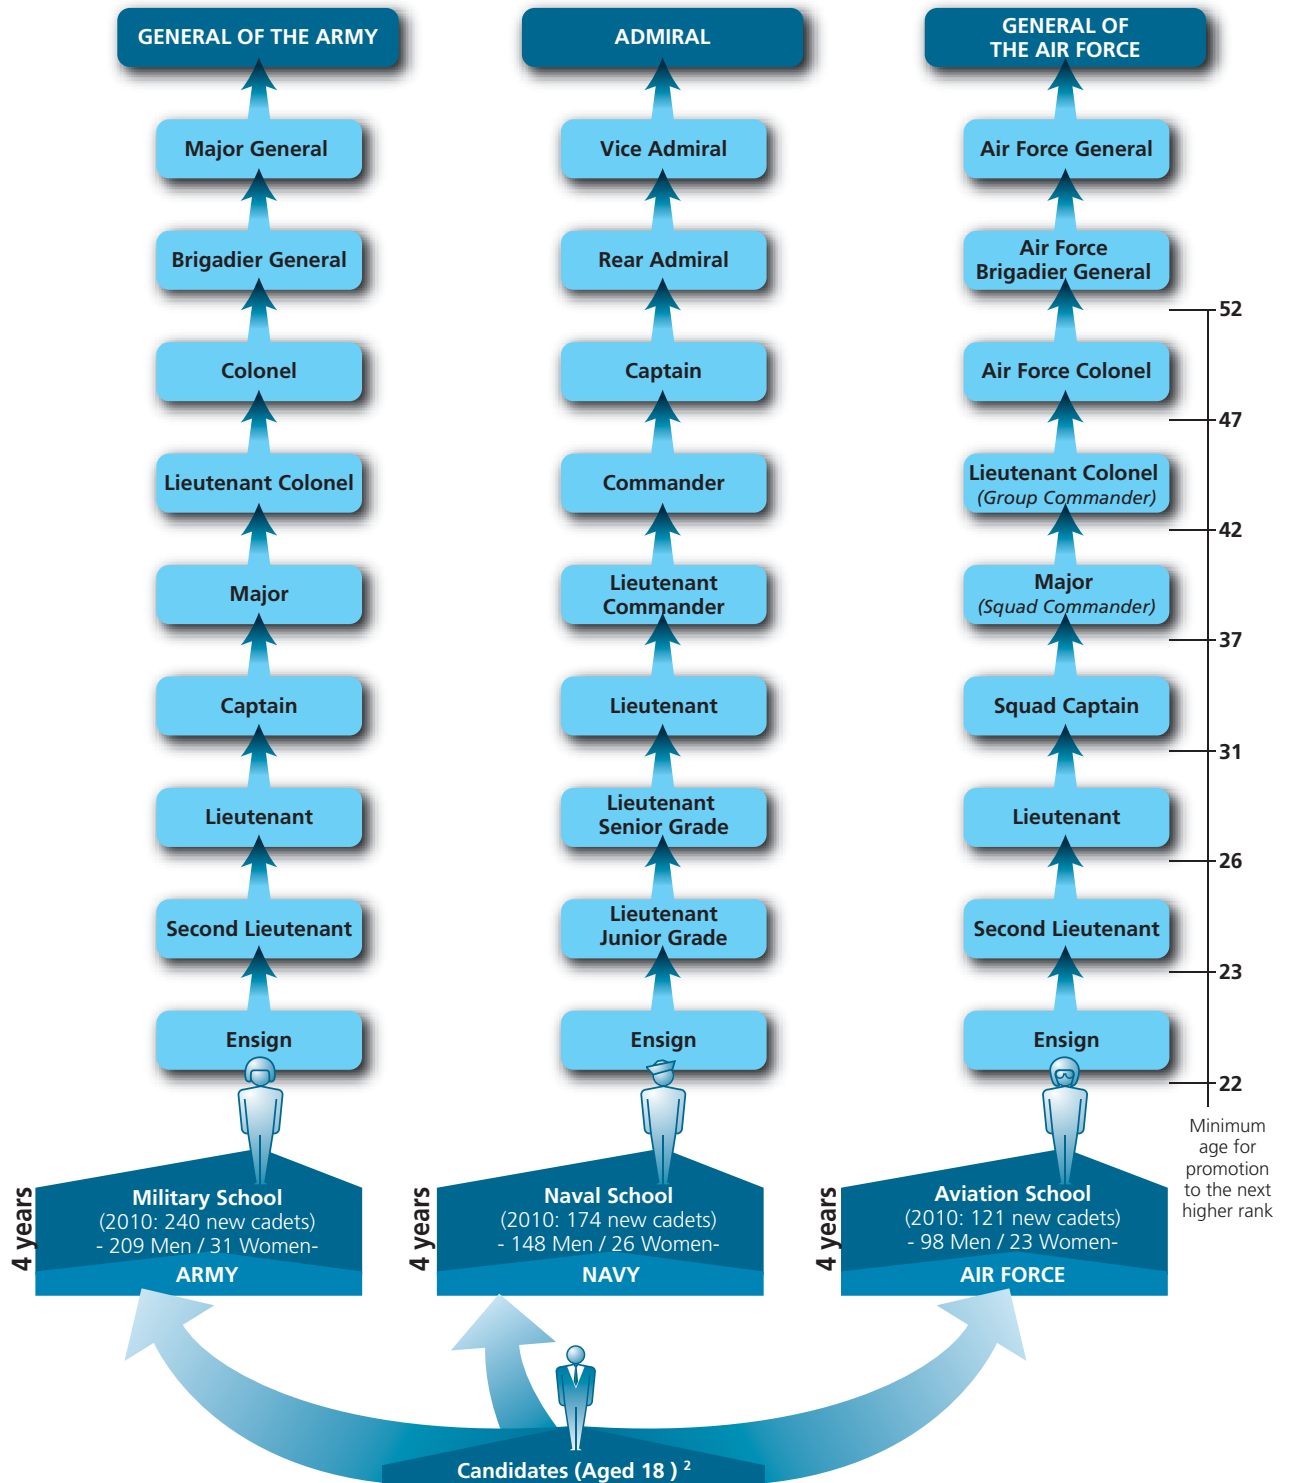 GENERAL OF THE ARMY
ADMIRAL
GENERAL OF
THE AIR FORCE
Major General
Vice Admiral
Air Force General
Brigadier General
Rear Admiral
Air Force
Brigadier General
52
Colonel
Captain
Air Force Colonel
47
Lieutenant Colonel
Commander
Lieutenant Colonel
(Group Commander)
42
Major
Lieutenant
Commander
Major
(Squad Commander)
37
Captain
Lieutenant
Squad Captain
31
Lieutenant
Lieutenant
Senior Grade
Lieutenant
26
Second Lieutenant
Lieutenant
Junior Grade
Second Lieutenant
23
Ensign
Ensign
Ensign
22
Minimum
age for
promotion
to the next
higher rank
4 years
Military School
(2010: 240 new cadets)
- 209 Men / 31 Women-
ARMY
4 years
Naval School
(2010: 174 new cadets)
- 148 Men / 26 Women-
NAVY
4 years
Aviation School
(2010: 121 new cadets)
- 98 Men / 23 Women-
AIR FORCE
Candidates (Aged 18 ) 2